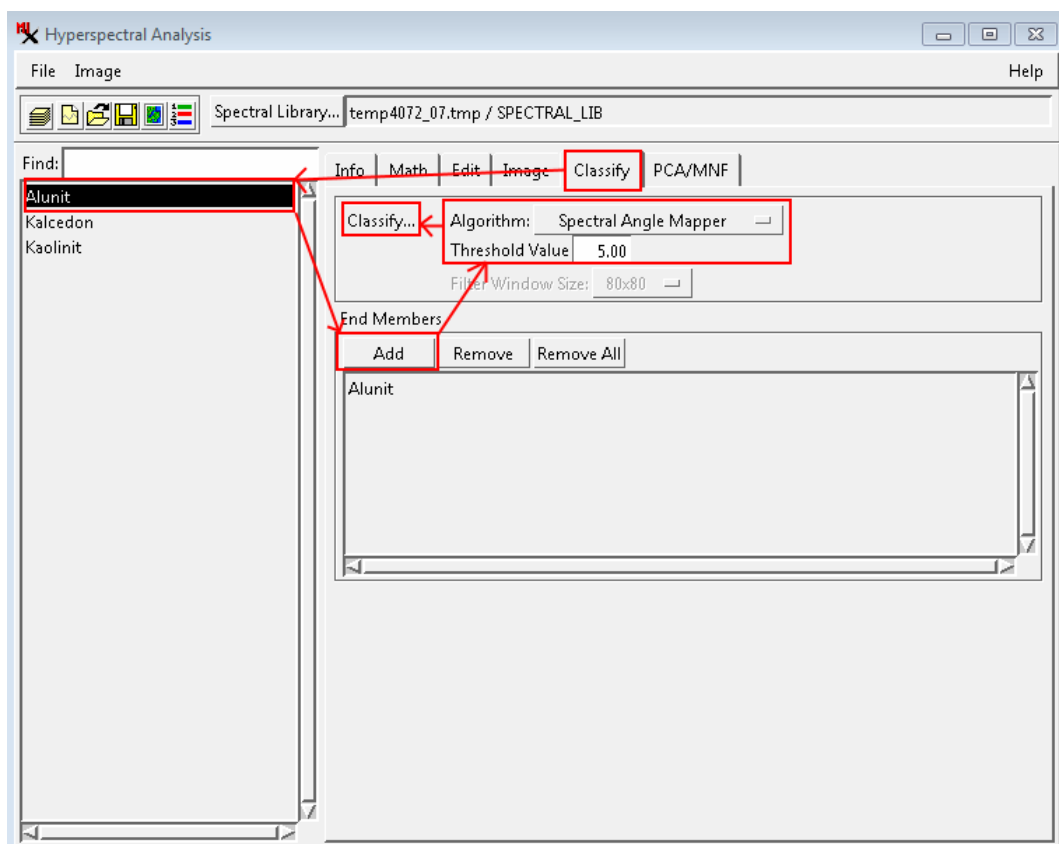 Hyperspectral Analysis
File Image Help
Spectral Library... temp4072_07.tmp / SPECTRAL_LIB
Find:
Alunit
Kalcedon
Kaolinit
Info Math Edit Image Classify PCA/MNF
Classify... Algorithm: Spectral Angle Mapper
Threshold Value 5.00
Filter Window Size: 80x80
End Members
Add Remove Remove All
Alunit